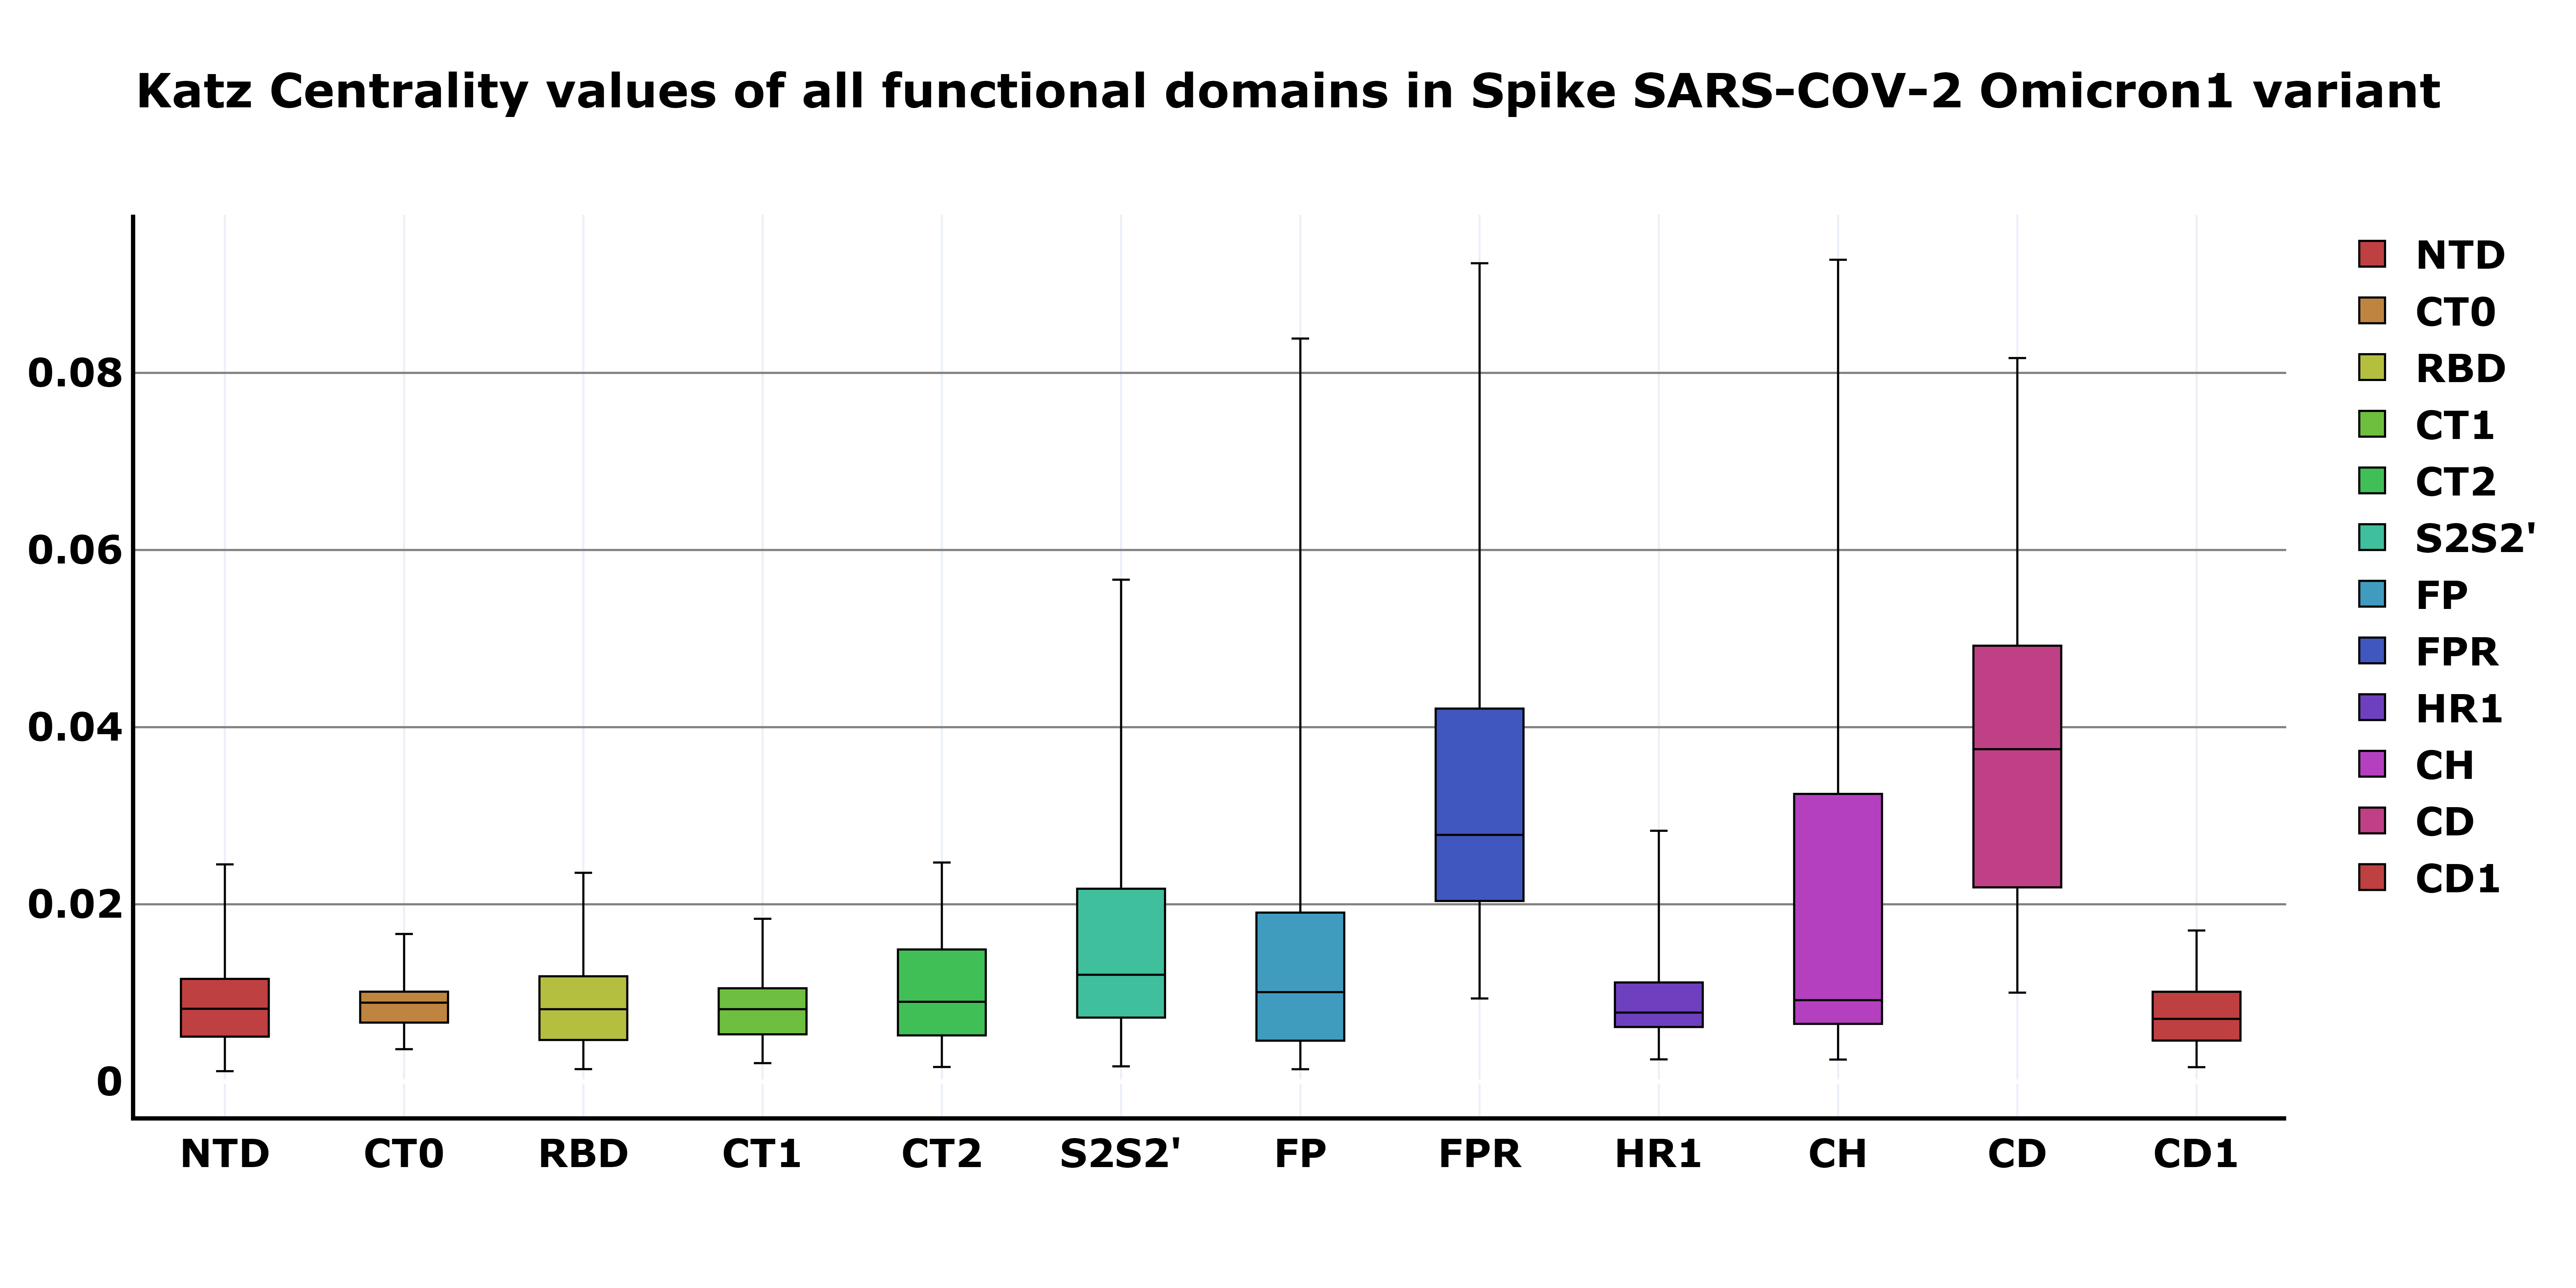 Katz Centrality values of all functional domains in Spike SARS-COV-2 Omicron1 variant
0.08
0.06
0.04
0.02
0
NTD CT0 RBD CT1 CT2 S2S2' FP FPR HR1 CH CD CD1
NTD
CT0
RBD
CT1
CT2
S2S2'
FP
FPR
HR1
CH
CD
CD1